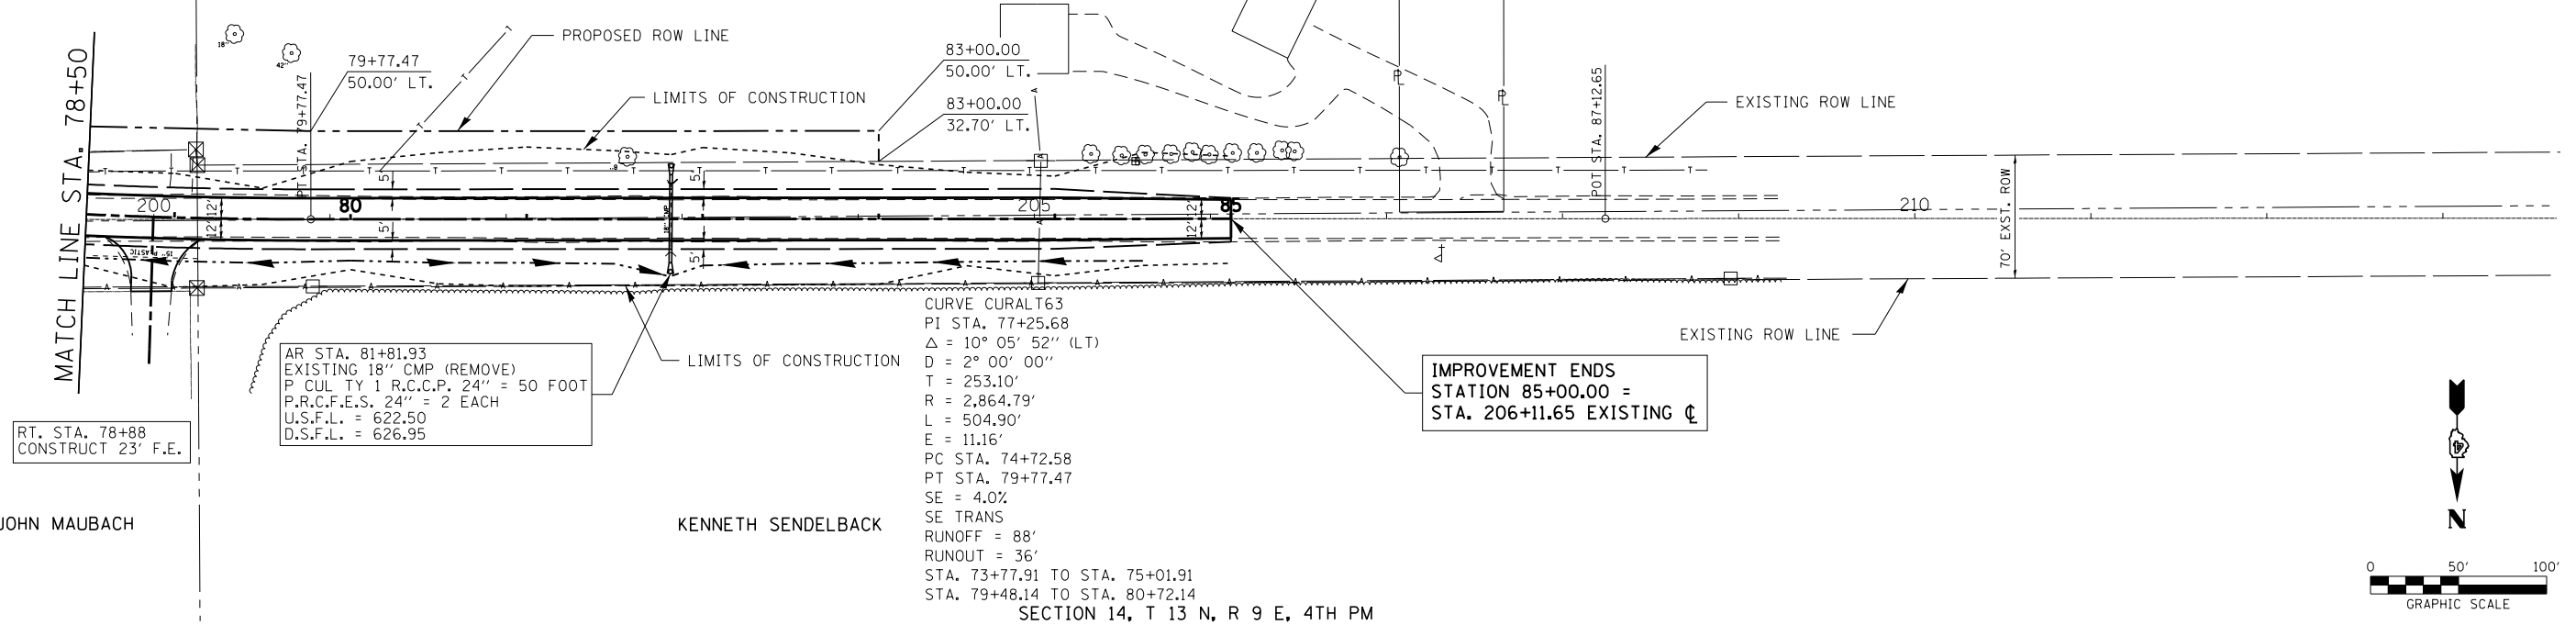 MATCH LINE STA. 78+50
18"
42"
PT STA. 79+77.47
79+77.47
50.00' LT.
PROPOSED ROW LINE
LIMITS OF CONSTRUCTION
83+00.00
50.00' LT.
83+00.00
32.70' LT.
POT STA. 87+12.65
EXISTING ROW LINE
200
80
205
85
210
12' 12'
5'
5'
5'
5'
12' 12'
70' EXIST. ROW
EXISTING ROW LINE
LIMITS OF CONSTRUCTION
AR STA. 81+81.93
EXISTING 18'' CMP (REMOVE)
P CUL TY 1 R.C.C.P. 24'' = 50 FOOT
P.R.C.F.E.S. 24'' = 2 EACH
U.S.F.L. = 622.50
D.S.F.L. = 626.95
RT. STA. 78+88
CONSTRUCT 23' F.E.
CURVE CURALT63
PI STA. 77+25.68
△ = 10° 05' 52'' (LT)
D = 2° 00' 00''
T = 253.10'
R = 2,864.79'
L = 504.90'
E = 11.16'
PC STA. 74+72.58
PT STA. 79+77.47
SE = 4.0%
SE TRANS
RUNOFF = 88'
RUNOUT = 36'
STA. 73+77.91 TO STA. 75+01.91
STA. 79+48.14 TO STA. 80+72.14
IMPROVEMENT ENDS
STATION 85+00.00 =
STA. 206+11.65 EXISTING ℄
JOHN MAUBACH
KENNETH SENDELBACK
SECTION 14, T 13 N, R 9 E, 4TH PM
N
0 50' 100'
GRAPHIC SCALE